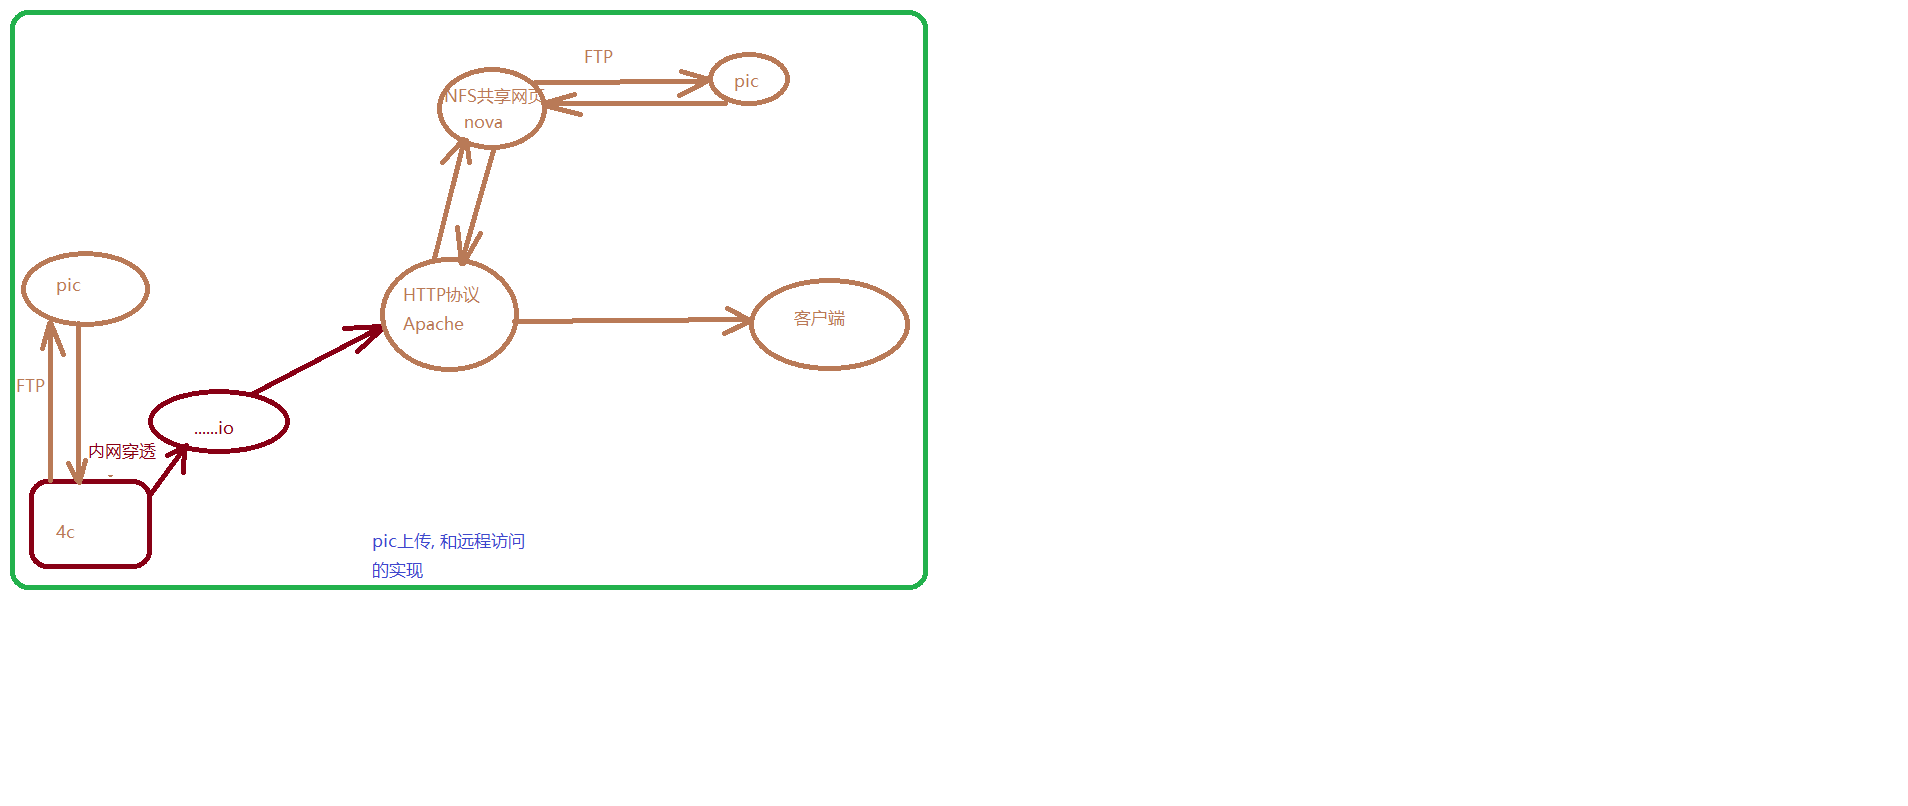 FTP
pic
NFS共享网页
nova
pic
HTTP协议
Apache
客户端
FTP
......io
内网穿透
4c
pic上传, 和远程访问
的实现